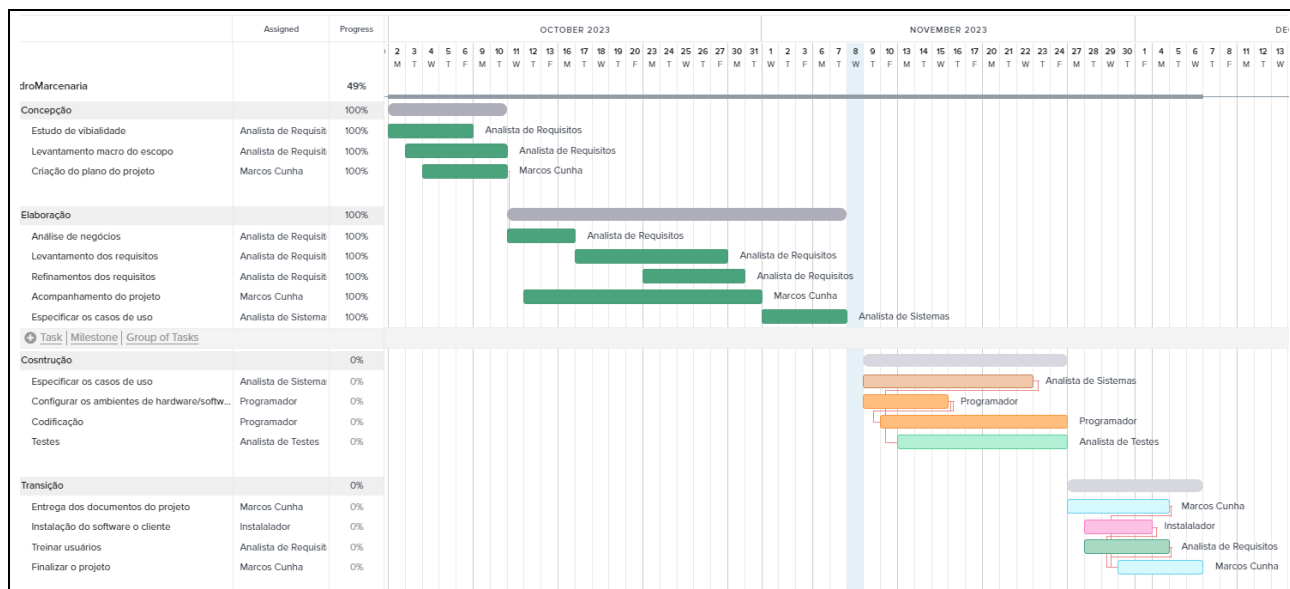 Assigned Progress OCTOBER 2023 NOVEMBER 2023 DE
2 3 4 5 6 9 10 11 12 13 16 17 18 19 20 23 24 25 26 27 30 31 1 2 3 6 7 8 9 10 13 14 15 16 17 20 21 22 23 24 27 28 29 30 1 4 5 6 7 8 11 12 13
M T W T F M T W T F M T W T F M T W T F M T W T F M T W T F M T W T F M T W T F M T W T F M T W T F M T W
droMarcenaria 49%
Concepção 100%
Estudo de vibialidade Analista de Requisit 100% Analista de Requisitos
Levantamento macro do escopo Analista de Requisit 100% Analista de Requisitos
Criação do plano do projeto Marcos Cunha 100% Marcos Cunha
Elaboração 100%
Análise de negócios Analista de Requisit 100% Analista de Requisitos
Levantamento dos requisitos Analista de Requisit 100% Analista de Requisitos
Refinamentos dos requisitos Analista de Requisit 100% Analista de Requisitos
Acompanhamento do projeto Marcos Cunha 100% Marcos Cunha
Especificar os casos de uso Analista de Sistema 100% Analista de Sistemas
Task | Milestone | Group of Tasks
Cosntrução 0%
Especificar os casos de uso Analista de Sistema 0% Analista de Sistemas
Configurar os ambientes de hardware/softw... Programador 0% Programador
Codificação Programador 0% Programador
Testes Analista de Testes 0% Analista de Testes
Transição 0%
Entrega dos documentos do projeto Marcos Cunha 0% Marcos Cunha
Instalação do software o cliente Instalalador 0% Instalalador
Treinar usuários Analista de Requisit 0% Analista de Requisitos
Finalizar o projeto Marcos Cunha 0% Marcos Cunha